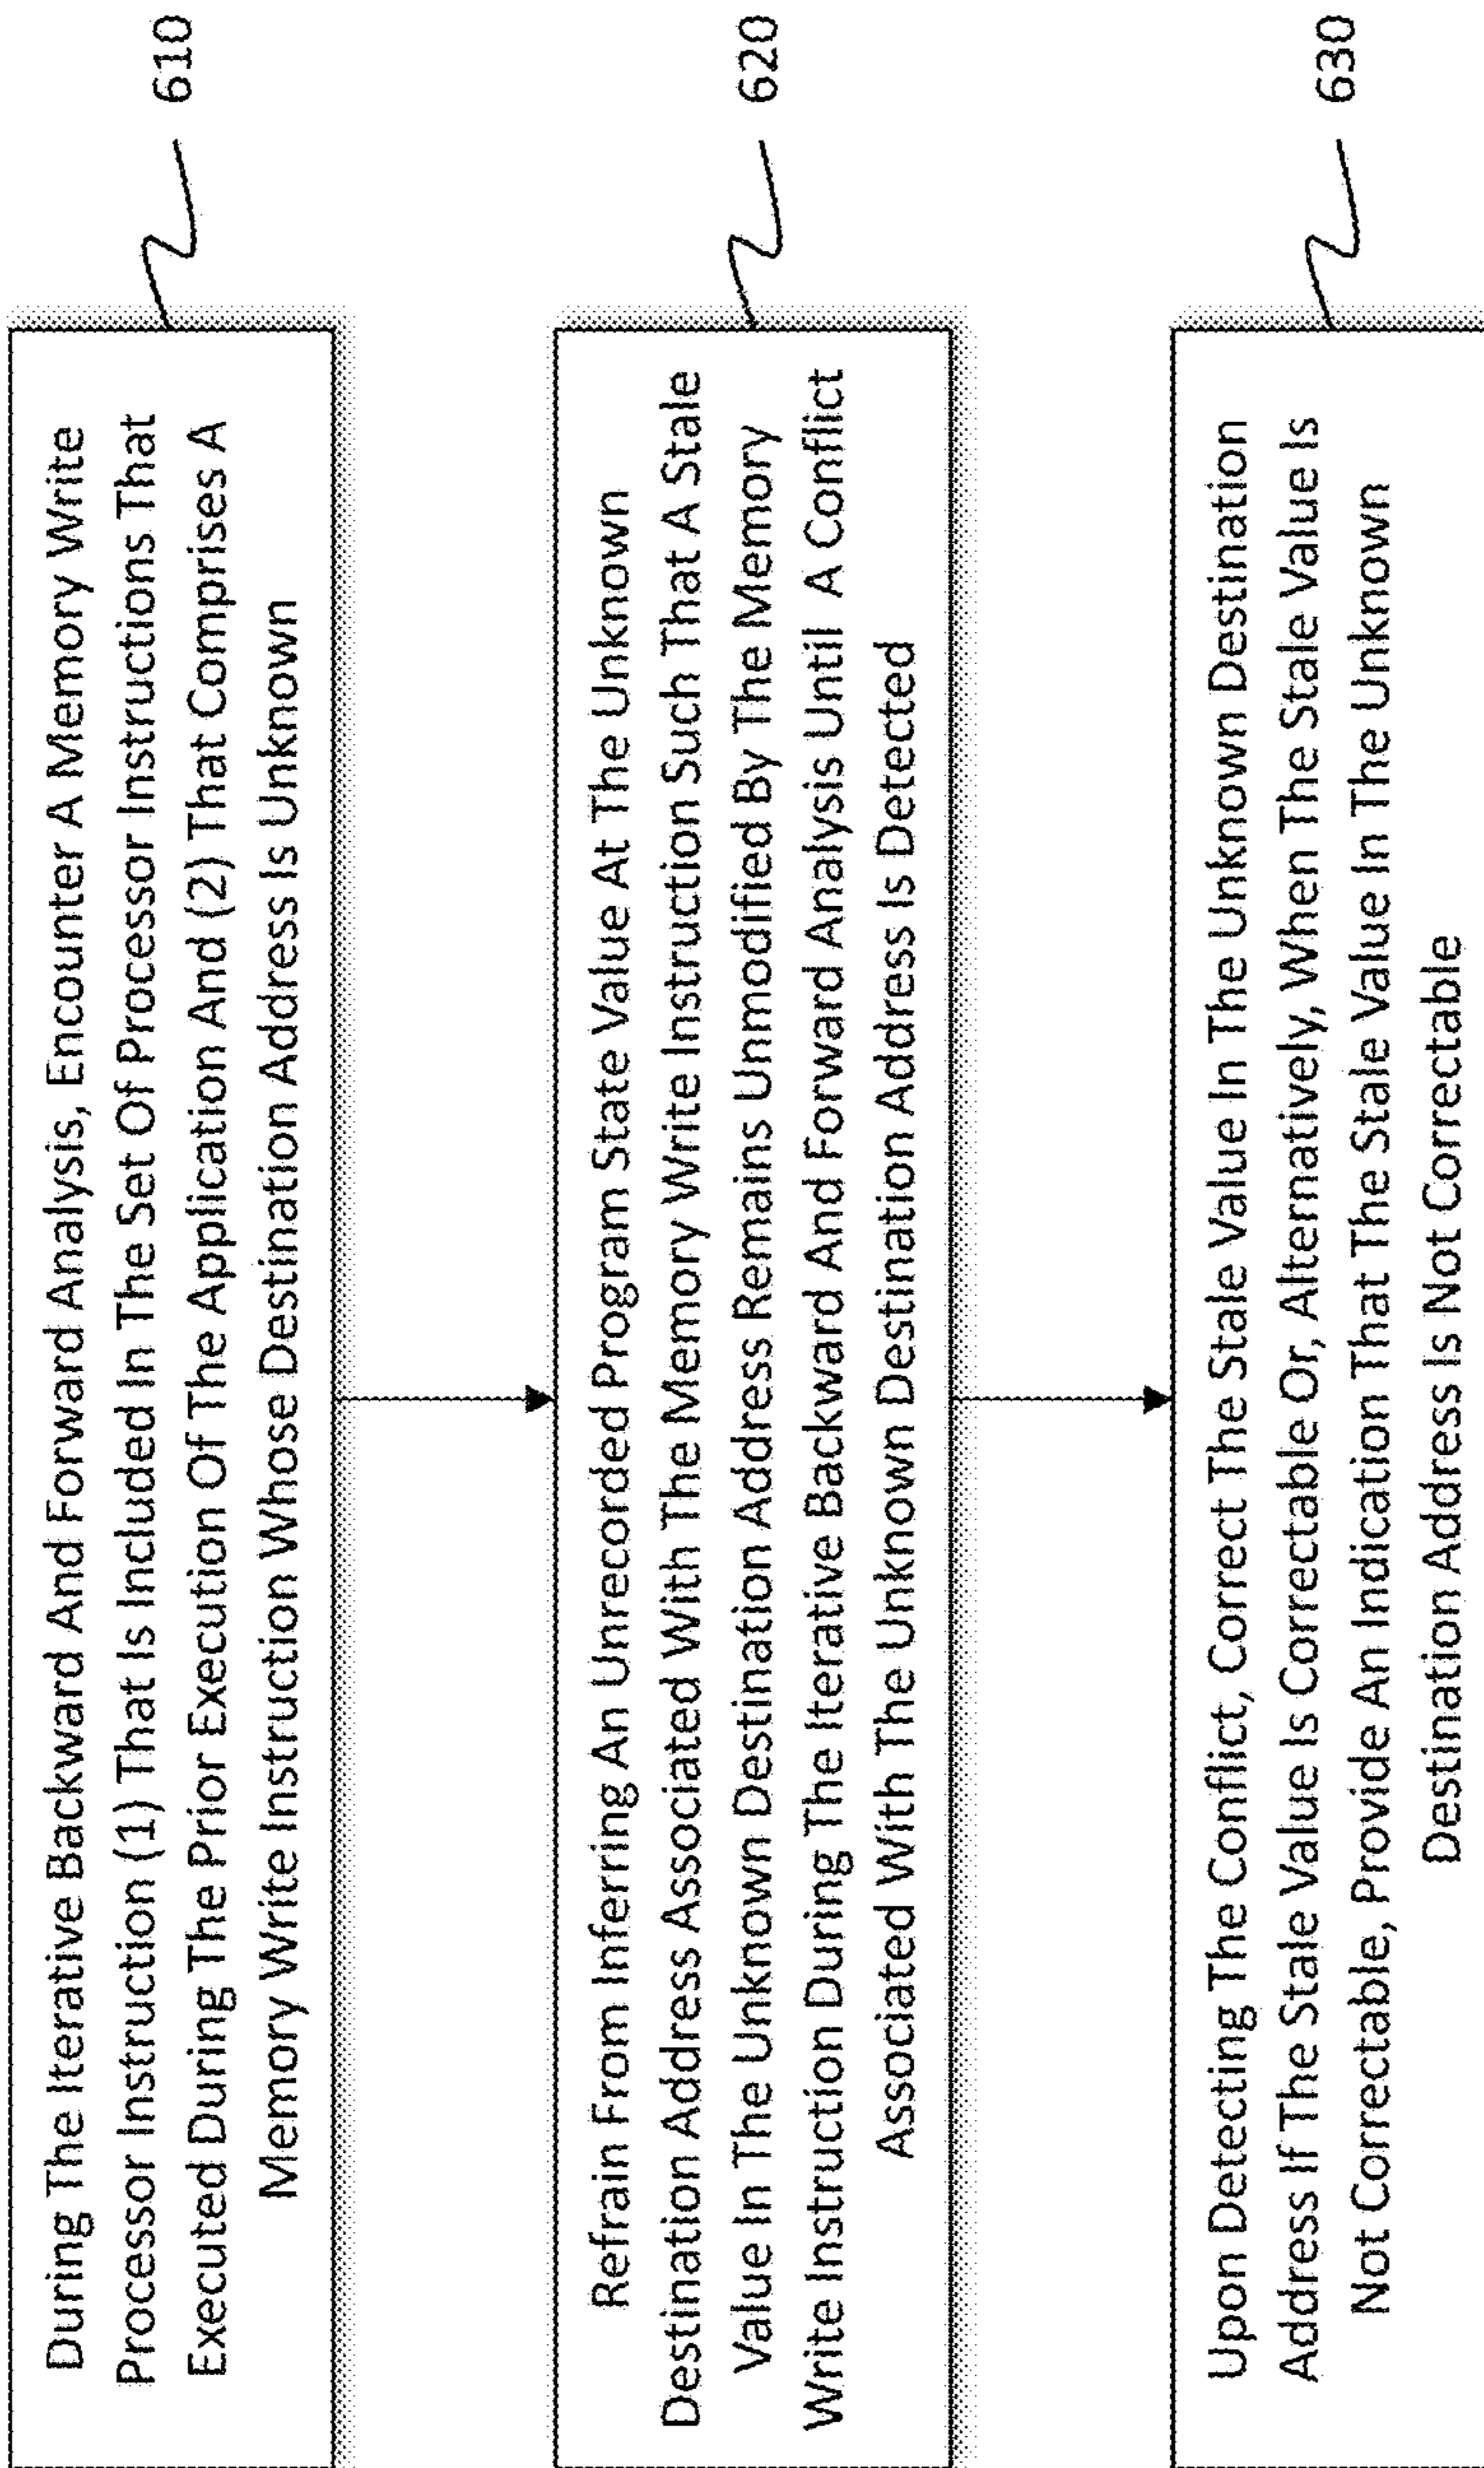 During The Iterative Backward And Forward Analysis, Encounter A Memory Write
Processor Instruction (1) That Is Included In The Set Of Processor Instructions That
Executed During The Prior Execution Of The Application And (2) That Comprises A
Memory Write Instruction Whose Destination Address Is Unknown
610
Refrain From Inferring An Unrecorded Program State Value At The Unknown
Destination Address Associated With The Memory Write Instruction Such That A Stale
Value In The Unknown Destination Address Remains Unmodified By The Memory
Write Instruction During The Iterative Backward And Forward Analysis Until A Conflict
Associated With The Unknown Destination Address Is Detected
620
Upon Detecting The Conflict, Correct The Stale Value In The Unknown Destination
Address If The Stale Value Is Correctable Or, Alternatively, When The Stale Value Is
Not Correctable, Provide An Indication That The Stale Value In The Unknown
Destination Address Is Not Correctable
630